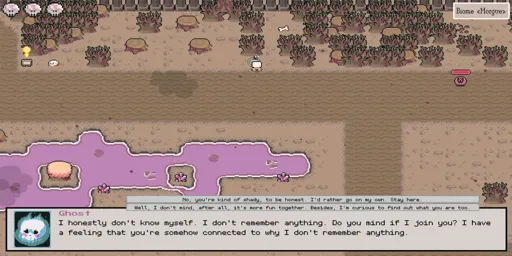 Biome «Morgue»
No, you're kind of shady, to be honest. I'd rather go on my own. Stay here.
Well, I don't mind, after all, it's more fun together. Besides, I'm curious to find out what you are too.
Ghost
I honestly don't know myself. I don't remember anything. Do you mind if I join you? I have
a feeling that you're somehow connected to why I don't remember anything.